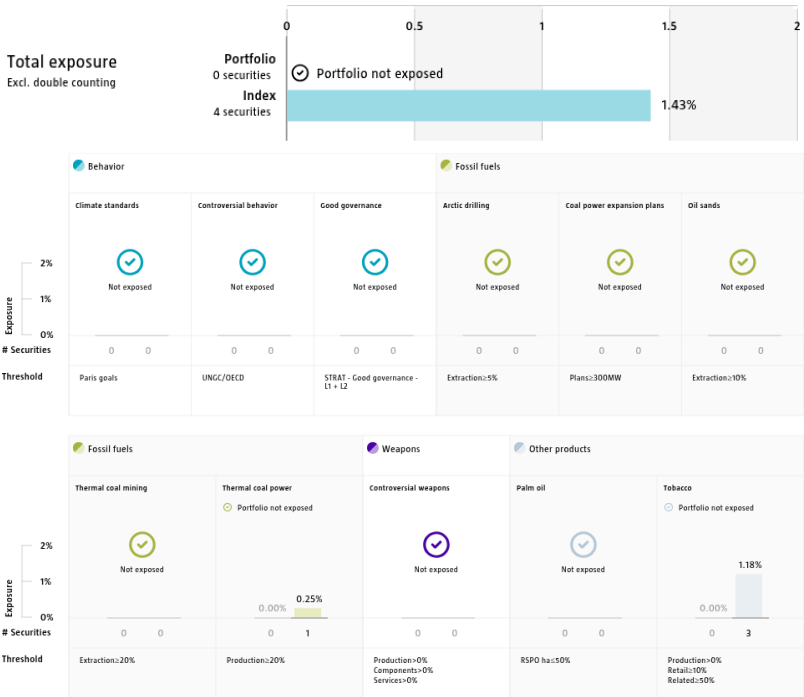 0 0.5 1 1.5 2
Total exposure
Excl. double counting
Portfolio
0 securities
Portfolio not exposed
Index
4 securities
1.43%
Behavior
Fossil fuels
Climate standards
Controversial behavior
Good governance
Arctic drilling
Coal power expansion plans
Oil sands
Not exposed
Not exposed
Not exposed
Not exposed
Not exposed
Not exposed
Exposure
2%
1%
0%
# Securities
0 0
0 0
0 0
0 0
0 0
0 0
Threshold
Paris goals
UNGC/OECD
STRAT - Good governance -
L1 + L2
Extraction≥5%
Plans≥300MW
Extraction≥10%
Fossil fuels
Weapons
Other products
Thermal coal mining
Thermal coal power
Controversial weapons
Palm oil
Tobacco
Portfolio not exposed
Portfolio not exposed
Not exposed
Not exposed
Not exposed
0.00% 0.25%
0.00% 1.18%
Exposure
2%
1%
0%
# Securities
0 0
0 1
0 0
0 0
0 3
Threshold
Extraction≥20%
Production≥20%
Production>0%
Components>0%
Services>0%
RSPO ha≤50%
Production>0%
Retail≥10%
Related≥50%